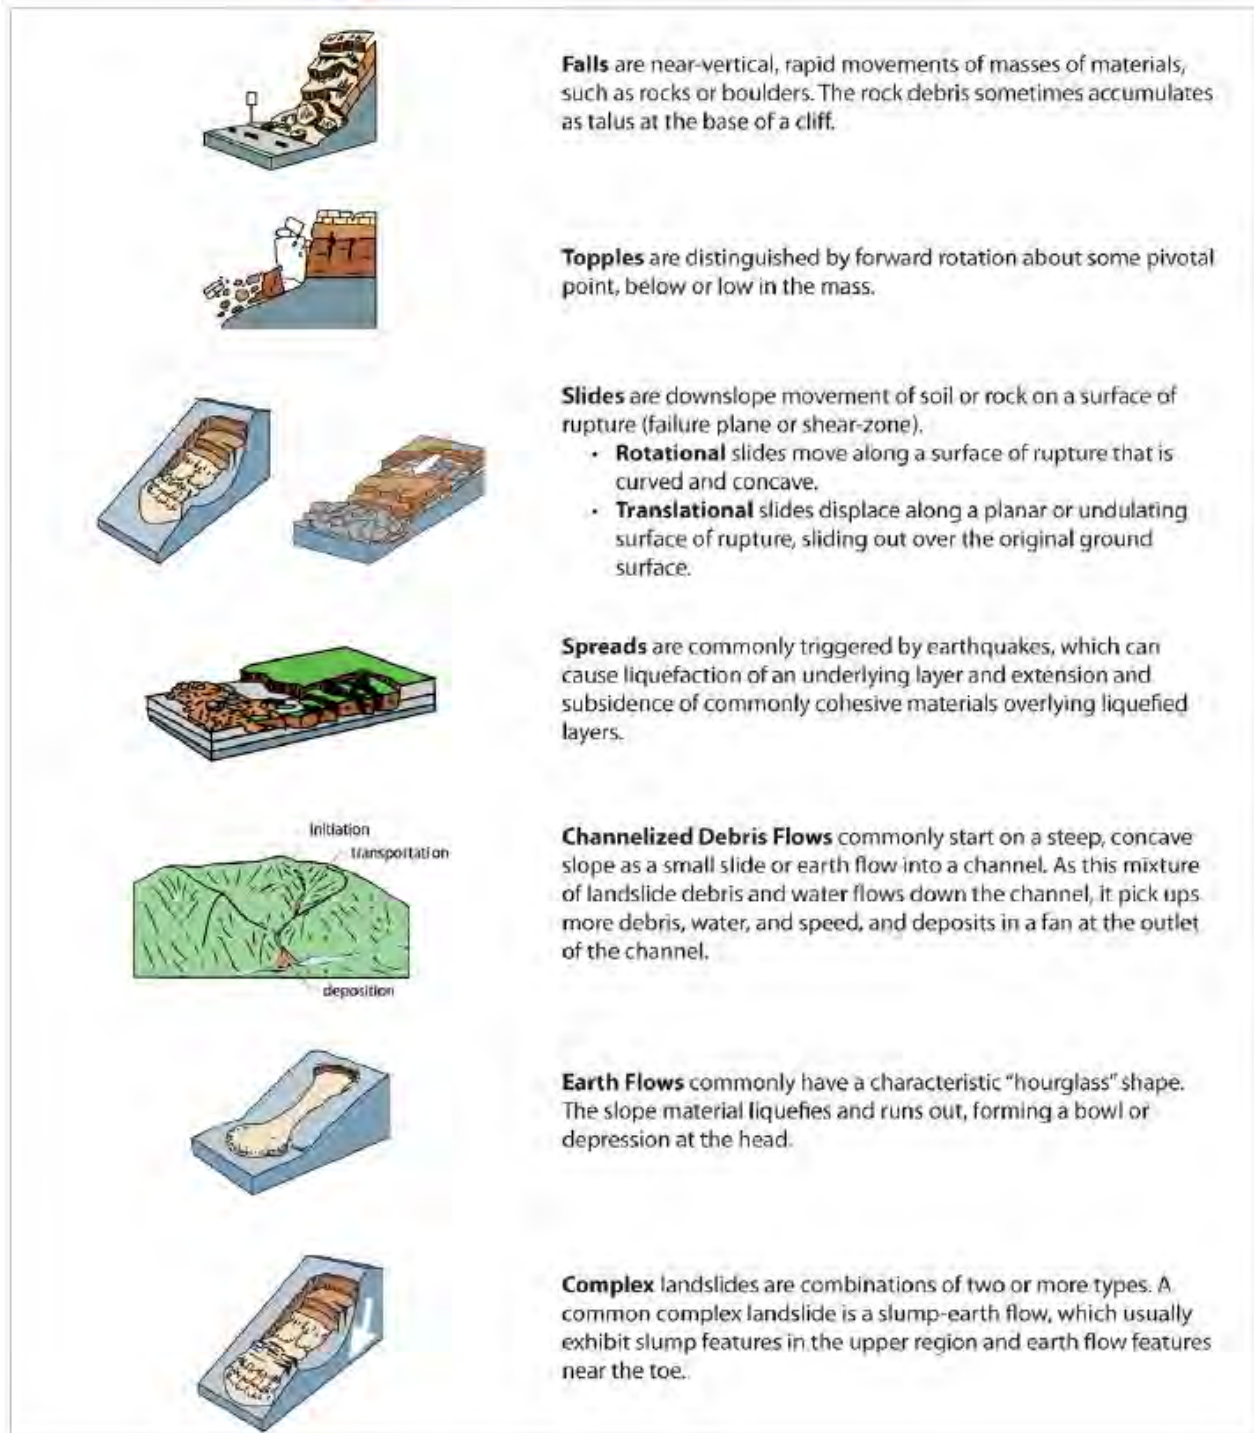 Falls are near-vertical, rapid movements of masses of materials,
such as rocks or boulders. The rock debris sometimes accumulates
as talus at the base of a cliff.
Topples are distinguished by forward rotation about some pivotal
point, below or low in the mass.
Slides are downslope movement of soil or rock on a surface of
rupture (failure plane or shear-zone).
• Rotational slides move along a surface of rupture that is
curved and concave.
• Translational slides displace along a planar or undulating
surface of rupture, sliding out over the original ground
surface.
Spreads are commonly triggered by earthquakes, which can
cause liquefaction of an underlying layer and extension and
subsidence of commonly cohesive materials overlying liquefied
layers.
Initiation
transportation
deposition
Channelized Debris Flows commonly start on a steep, concave
slope as a small slide or earth flow into a channel. As this mixture
of landslide debris and water flows down the channel, it pick ups
more debris, water, and speed, and deposits in a fan at the outlet
of the channel.
Earth Flows commonly have a characteristic "hourglass" shape.
The slope material liquefies and runs out, forming a bowl or
depression at the head.
Complex landslides are combinations of two or more types. A
common complex landslide is a slump-earth flow, which usually
exhibit slump features in the upper region and earth flow features
near the toe.